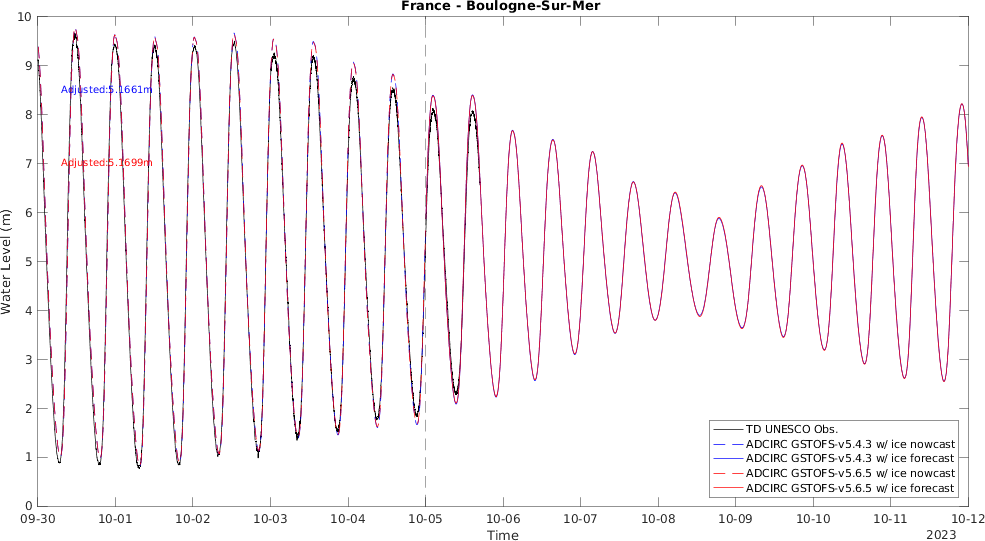 France - Boulogne-Sur-Mer
10
9
8
7
6
5
4
3
2
1
0
Water Level (m)
Adjusted:5.1661m
Adjusted:5.1699m
TD UNESCO Obs.
ADCIRC GSTOFS-v5.4.3 w/ ice nowcast
ADCIRC GSTOFS-v5.4.3 w/ ice forecast
ADCIRC GSTOFS-v5.6.5 w/ ice nowcast
ADCIRC GSTOFS-v5.6.5 w/ ice forecast
09-30 10-01 10-02 10-03 10-04 10-05 10-06 10-07 10-08 10-09 10-10 10-11 10-12
Time
2023